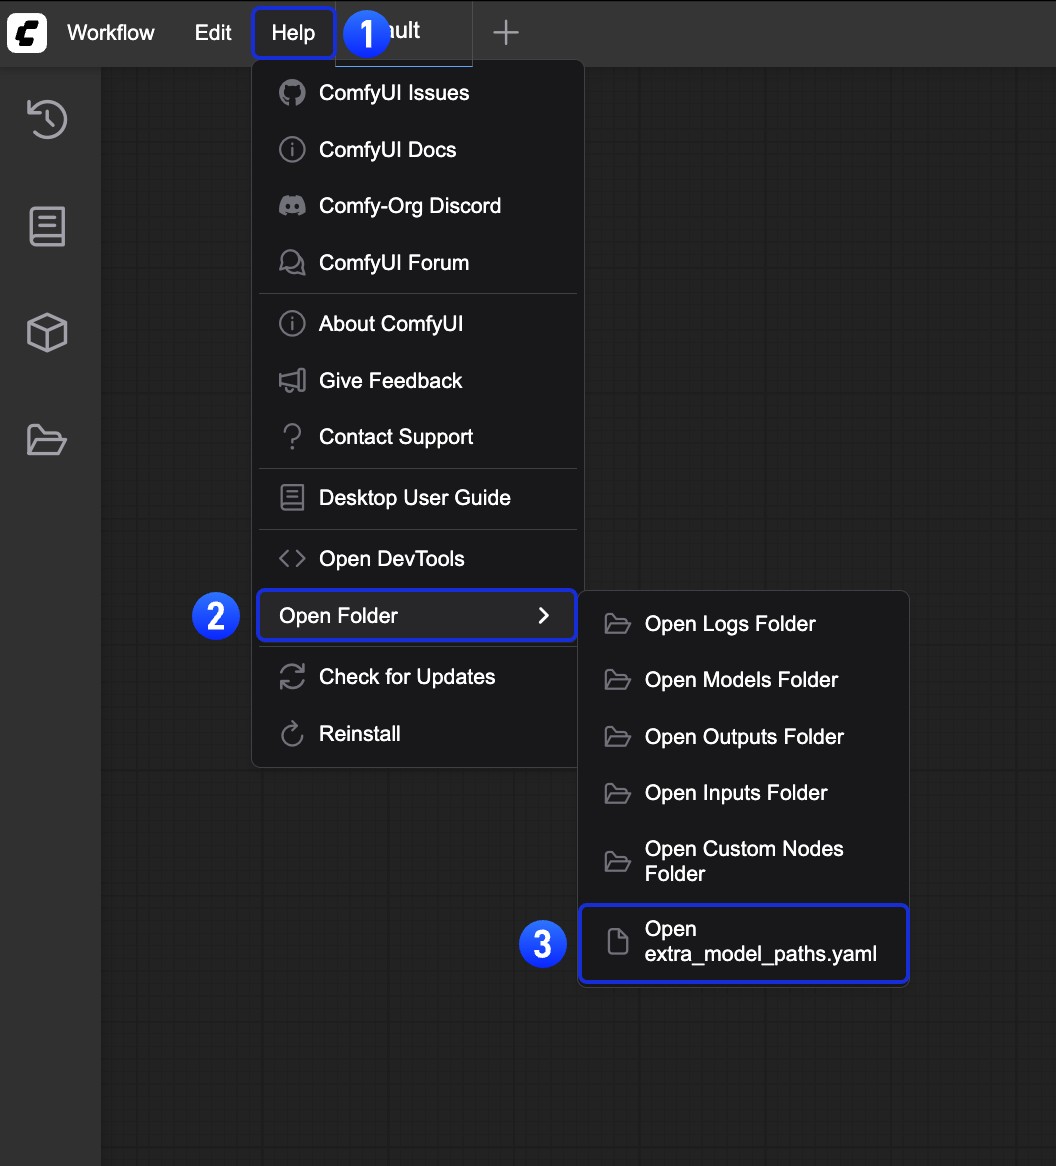 Workflow
Edit
Help
1
ault
ComfyUI Issues
ComfyUI Docs
Comfy-Org Discord
ComfyUI Forum
About ComfyUI
Give Feedback
Contact Support
Desktop User Guide
Open DevTools
2
Open Folder
Check for Updates
Reinstall
Open Logs Folder
Open Models Folder
Open Outputs Folder
Open Inputs Folder
Open Custom Nodes
Folder
3
Open
extra_model_paths.yaml